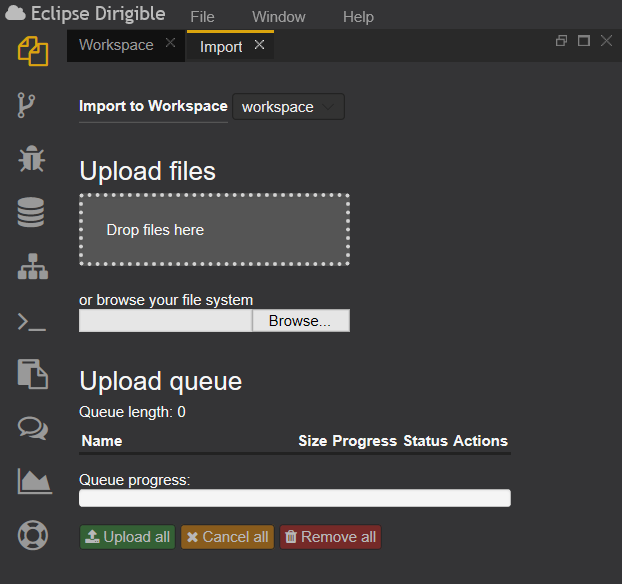 Eclipse Dirigible File Window Help
Workspace Import
Import to Workspace workspace
Upload files
Drop files here
or browse your file system
Browse...
Upload queue
Queue length: 0
Name Size Progress Status Actions
Queue progress:
Upload all Cancel all Remove all